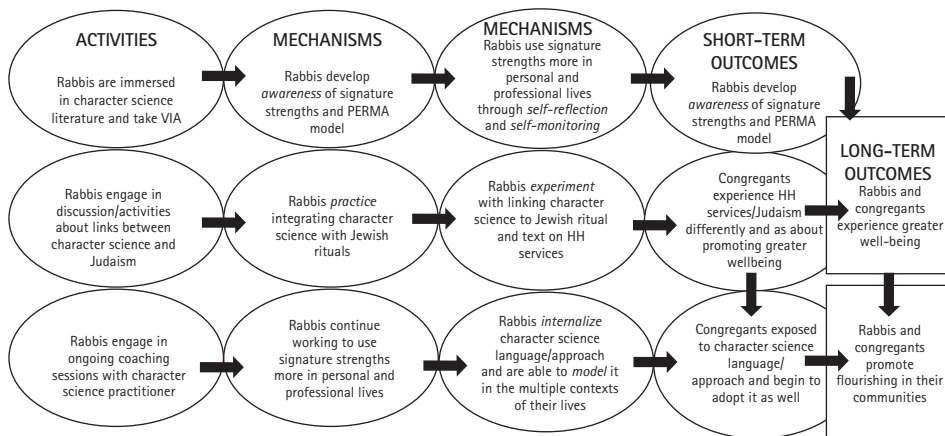 ACTIVITIES
Rabbis are immersed
in character science
literature and take VIA
MECHANISMS
Rabbis develop
awareness of signature
strengths and PERMA
model
MECHANISMS
Rabbis use signature
strengths more in
personal and
professional lives
through self-reflection
and self-monitoring
SHORT-TERM
OUTCOMES
Rabbis develop
awareness of signature
strengths and PERMA
model
LONG-TERM
OUTCOMES
Rabbis and
congregants
experience greater
well-being
Rabbis engage in
discussion/activities
about links between
character science and
Judaism
Rabbis practice
integrating character
science with Jewish
rituals
Rabbis experiment
with linking character
science to Jewish ritual
and text on HH
services
Congregants
experience HH
services/Judaism
differently and as about
promoting greater
wellbeing
Rabbis engage in
ongoing coaching
sessions with character
science practitioner
Rabbis continue
working to use
signature strengths
more in personal and
professional lives
Rabbis internalize
character science
language/approach
and are able to model it
in the multiple contexts
of their lives
Congregants exposed
to character science
language/
approach and begin to
adopt it as well
Rabbis and
congregants
promote
flourishing in their
communities